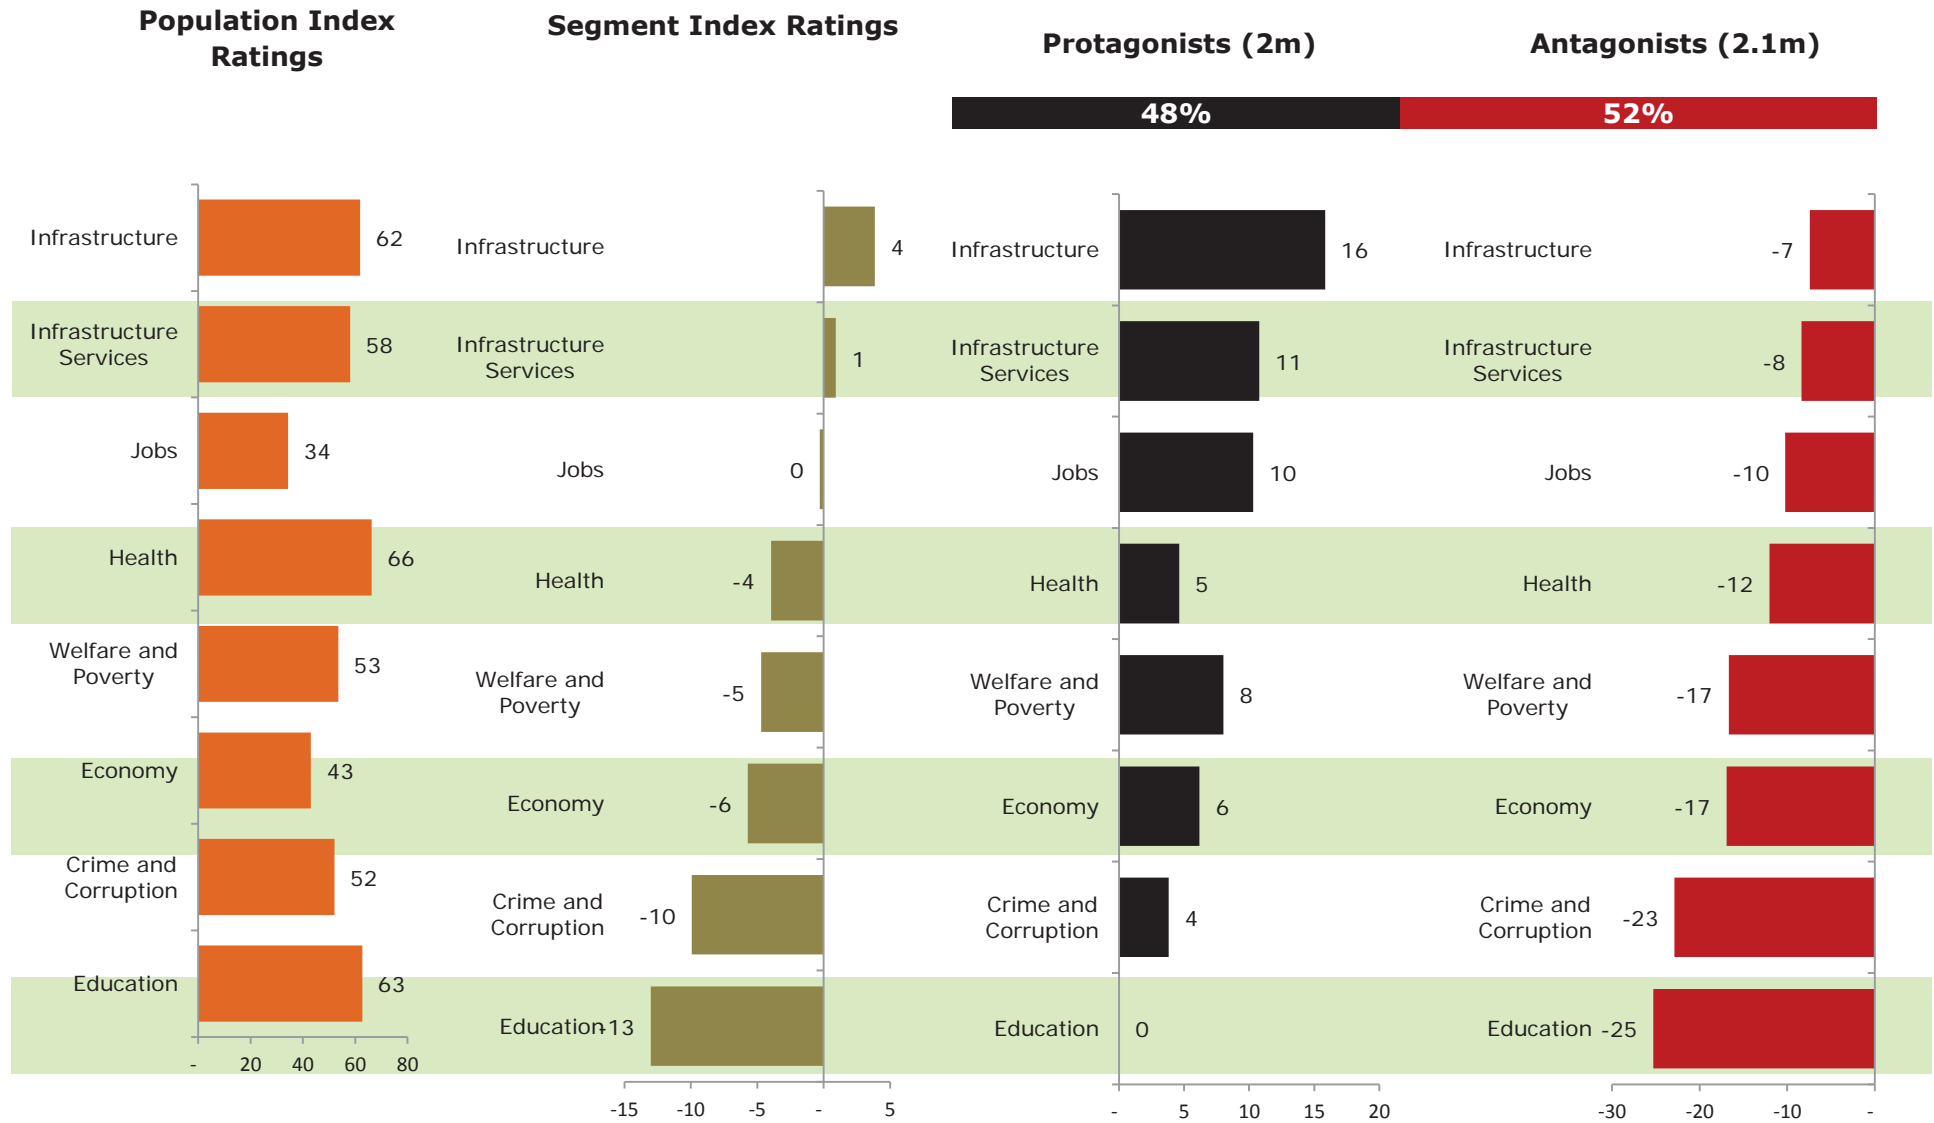 Population Index
Ratings
Segment Index Ratings
Protagonists (2m)
Antagonists (2.1m)
48%
52%
Infrastructure
62
Infrastructure
Services
58
Jobs
34
Health
66
Welfare and
Poverty
53
Economy
43
Crime and
Corruption
52
Education
63
-
20
40
60
80
Infrastructure
4
Infrastructure
Services
1
Jobs
0
Health
-4
Welfare and
Poverty
-5
Economy
-6
Crime and
Corruption
-10
Education
-13
-15
-10
-5
-
5
Infrastructure
16
Infrastructure
Services
11
Jobs
10
Health
5
Welfare and
Poverty
8
Economy
6
Crime and
Corruption
4
Education
0
-
5
10
15
20
Infrastructure
-7
Infrastructure
Services
-8
Jobs
-10
Health
-12
Welfare and
Poverty
-17
Economy
-17
Crime and
Corruption
-23
Education
-25
-30
-20
-10
-